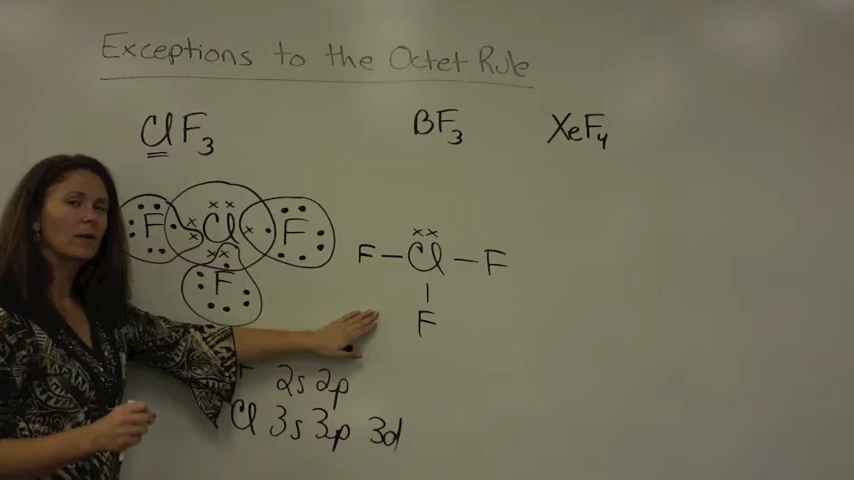 Exceptions to the Octet Rule
ClF3 BF3 XeF4
F Cl F
F
F — Cl — F
F
2s 2p
Cl 3s 3p 3d